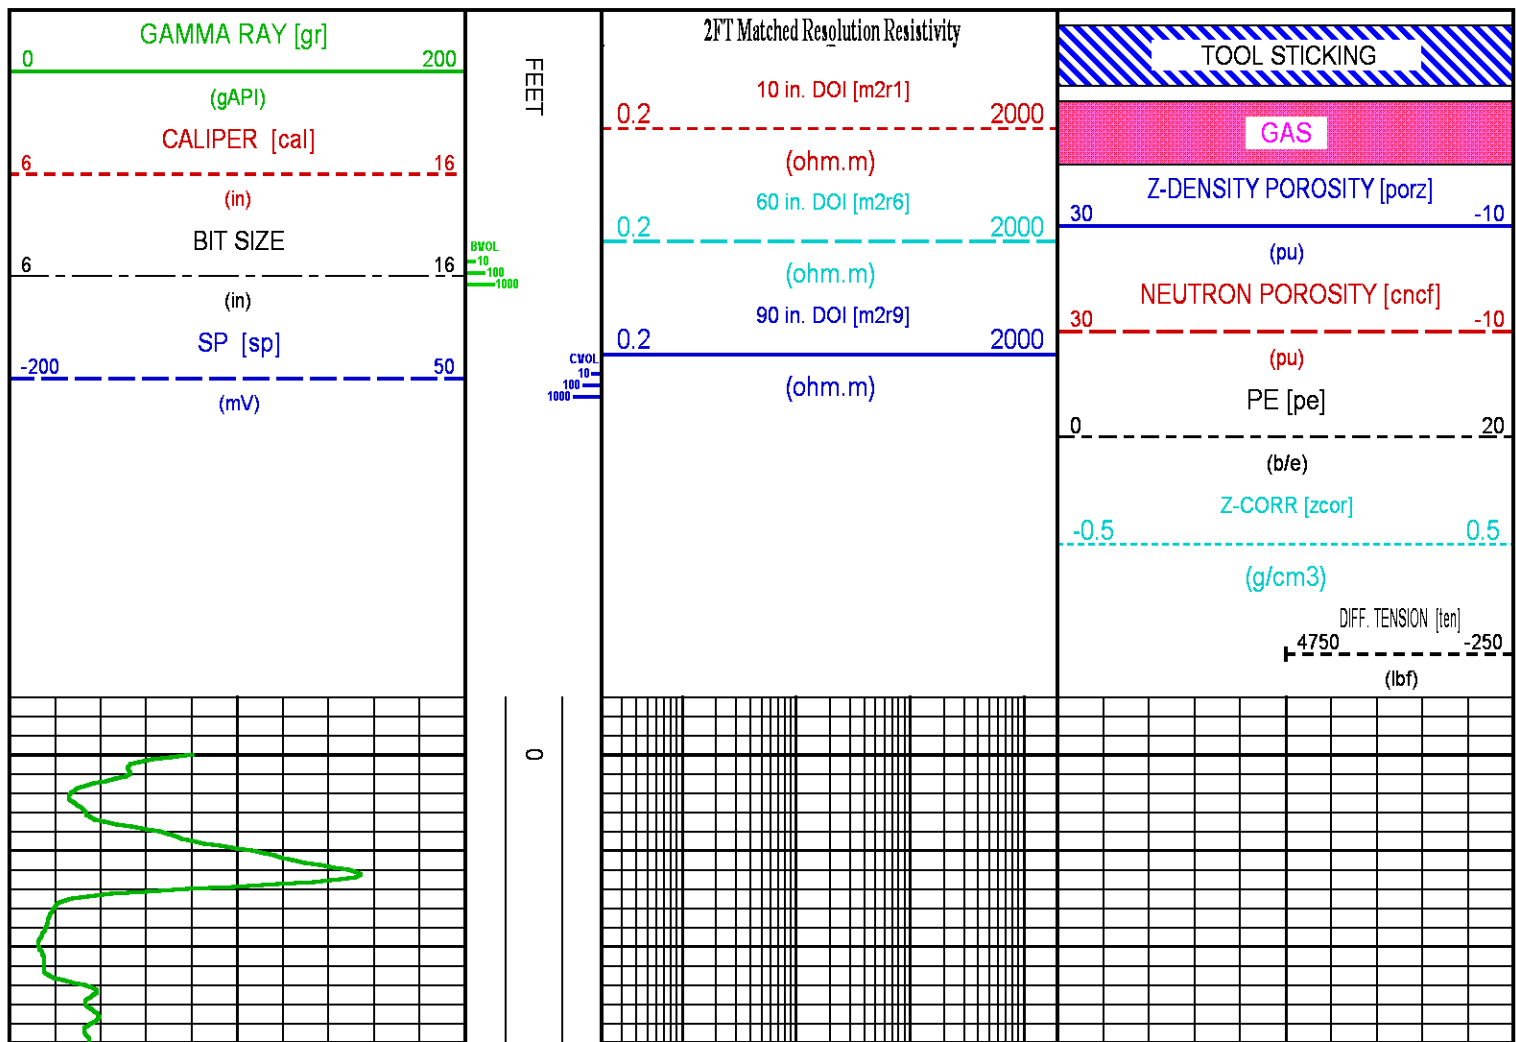 GAMMA RAY [gr]
0 200
(gAPI)
CALIPER [cal]
6 16
(in)
BIT SIZE
6 16
(in)
SP [sp]
-200 50
(mV)
FEET
BVOL
10
100
1000
CVOL
10
100
1000
0
2FT Matched Resolution Resistivity
10 in. DOI [m2r1]
0.2 2000
(ohm.m)
60 in. DOI [m2r6]
0.2 2000
(ohm.m)
90 in. DOI [m2r9]
0.2 2000
(ohm.m)
TOOL STICKING
GAS
Z-DENSITY POROSITY [porz]
30 -10
(pu)
NEUTRON POROSITY [cncf]
30 -10
(pu)
PE [pe]
0 20
(b/e)
Z-CORR [zcor]
-0.5 0.5
(g/cm3)
DIFF. TENSION [ten]
4750 -250
(lbf)